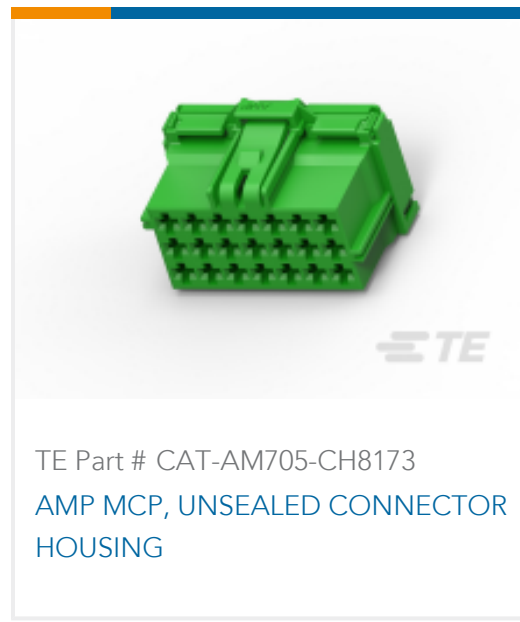 TE
TE Part # CAT-AM705-CH8173
AMP MCP, UNSEALED CONNECTOR
HOUSING